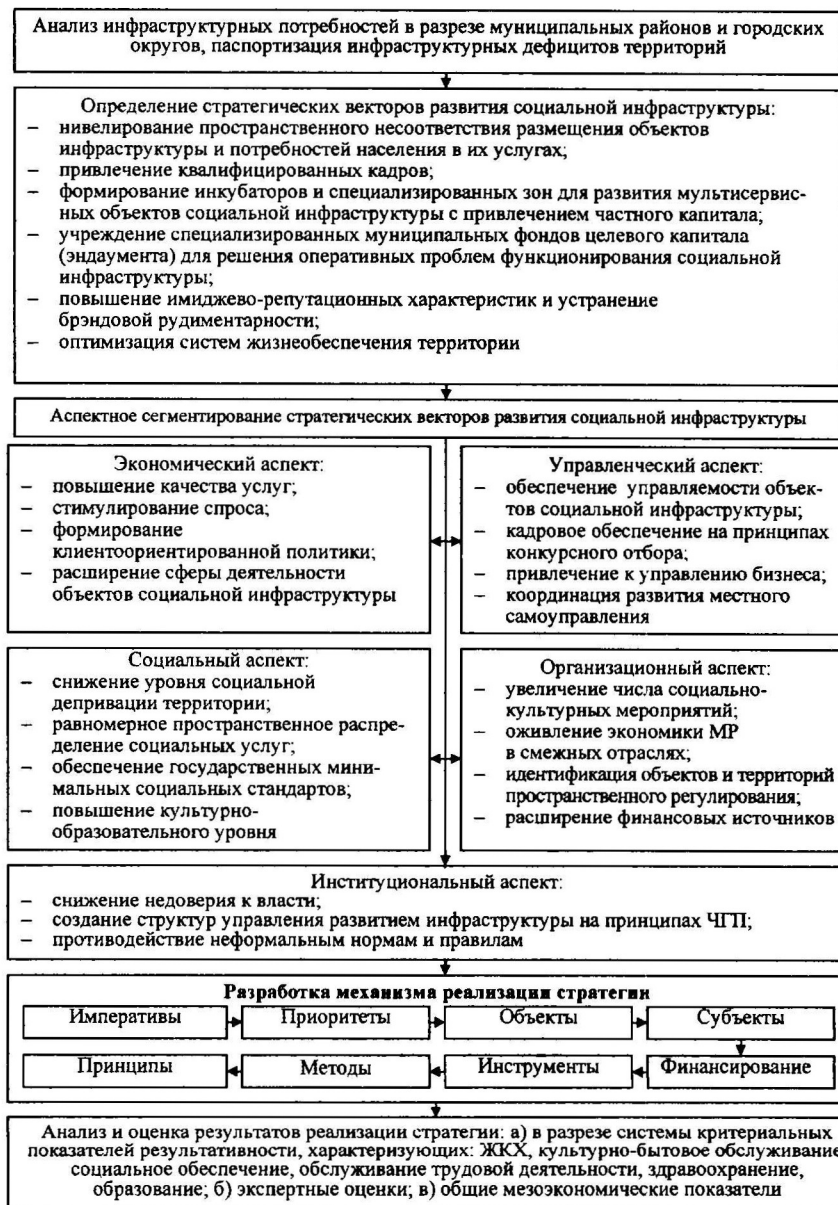 Анализ инфраструктурных потребностей в разрезе муниципальных районов и городских
округов, паспортизация инфраструктурных дефицитов территорий
Определение стратегических векторов развития социальной инфраструктуры:
– нивелирование пространственного несоответствия размещения объектов
инфраструктуры и потребностей населения в их услугах;
– привлечение квалифицированных кадров;
– формирование инкубаторов и специализированных зон для развития мультисервис-
ных объектов социальной инфраструктуры с привлечением частного капитала;
– учреждение специализированных муниципальных фондов целевого капитала
(эндаумента) для решения оперативных проблем функционирования социальной
инфраструктуры;
– повышение имиджево-репутационных характеристик и устранение
брэндовой рудиментарности;
– оптимизация систем жизнеобеспечения территории
Аспектное сегментирование стратегических векторов развития социальной инфраструктуры
Экономический аспект:
– повышение качества услуг;
– стимулирование спроса;
– формирование
клиентоориентированной политики;
– расширение сферы деятельности
объектов социальной инфраструктуры
Управленческий аспект:
– обеспечение управляемости объек-
тов социальной инфраструктуры;
– кадровое обеспечение на принципах
конкурсного отбора;
– привлечение к управлению бизнеса;
– координация развития местного
самоуправления
Социальный аспект:
– снижение уровня социальной
депривации территории;
– равномерное пространственное распре-
деление социальных услуг;
– обеспечение государственных мини-
мальных социальных стандартов;
– повышение культурно-
образовательного уровня
Организационный аспект:
– увеличение числа социально-
культурных мероприятий;
– оживление экономики МР
в смежных отраслях;
– идентификация объектов и территорий
пространственного регулирования;
– расширение финансовых источников
Институциональный аспект:
– снижение недоверия к власти;
– создание структур управления развитием инфраструктуры на принципах ЧГП;
– противодействие неформальным нормам и правилам
Разработка механизма реализации стратегии
Императивы
Приоритеты
Объекты
Субъекты
Принципы
Методы
Инструменты
Финансирование
Анализ и оценка результатов реализации стратегии: а) в разрезе системы критериальных
показателей результативности, характеризующих: ЖКХ, культурно-бытовое обслуживание
социальное обеспечение, обслуживание трудовой деятельности, здравоохранение,
образование; б) экспертные оценки; в) общие мезоэкономические показатели